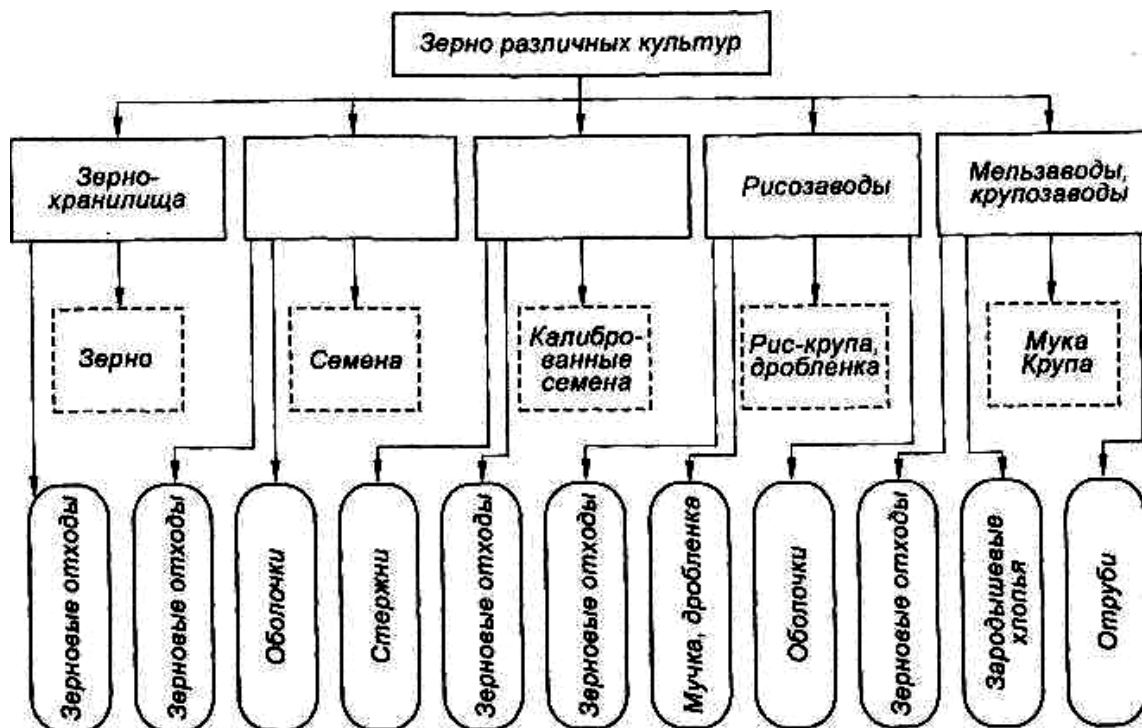 Зерно различных культур
Зерно-
хранилища
Рисозаводы
Мельзаводы,
крупозаводы
Зерно
Семена
Калибро-
ванные
семена
Рис-крупа,
дробленка
Мука
Крупа
Зерновые отходы
Зерновые отходы
Оболочки
Стержни
Зерновые отходы
Зерновые отходы
Мучка, дробленка
Оболочки
Зерновые отходы
Зародышевые
хлопья
Отруби